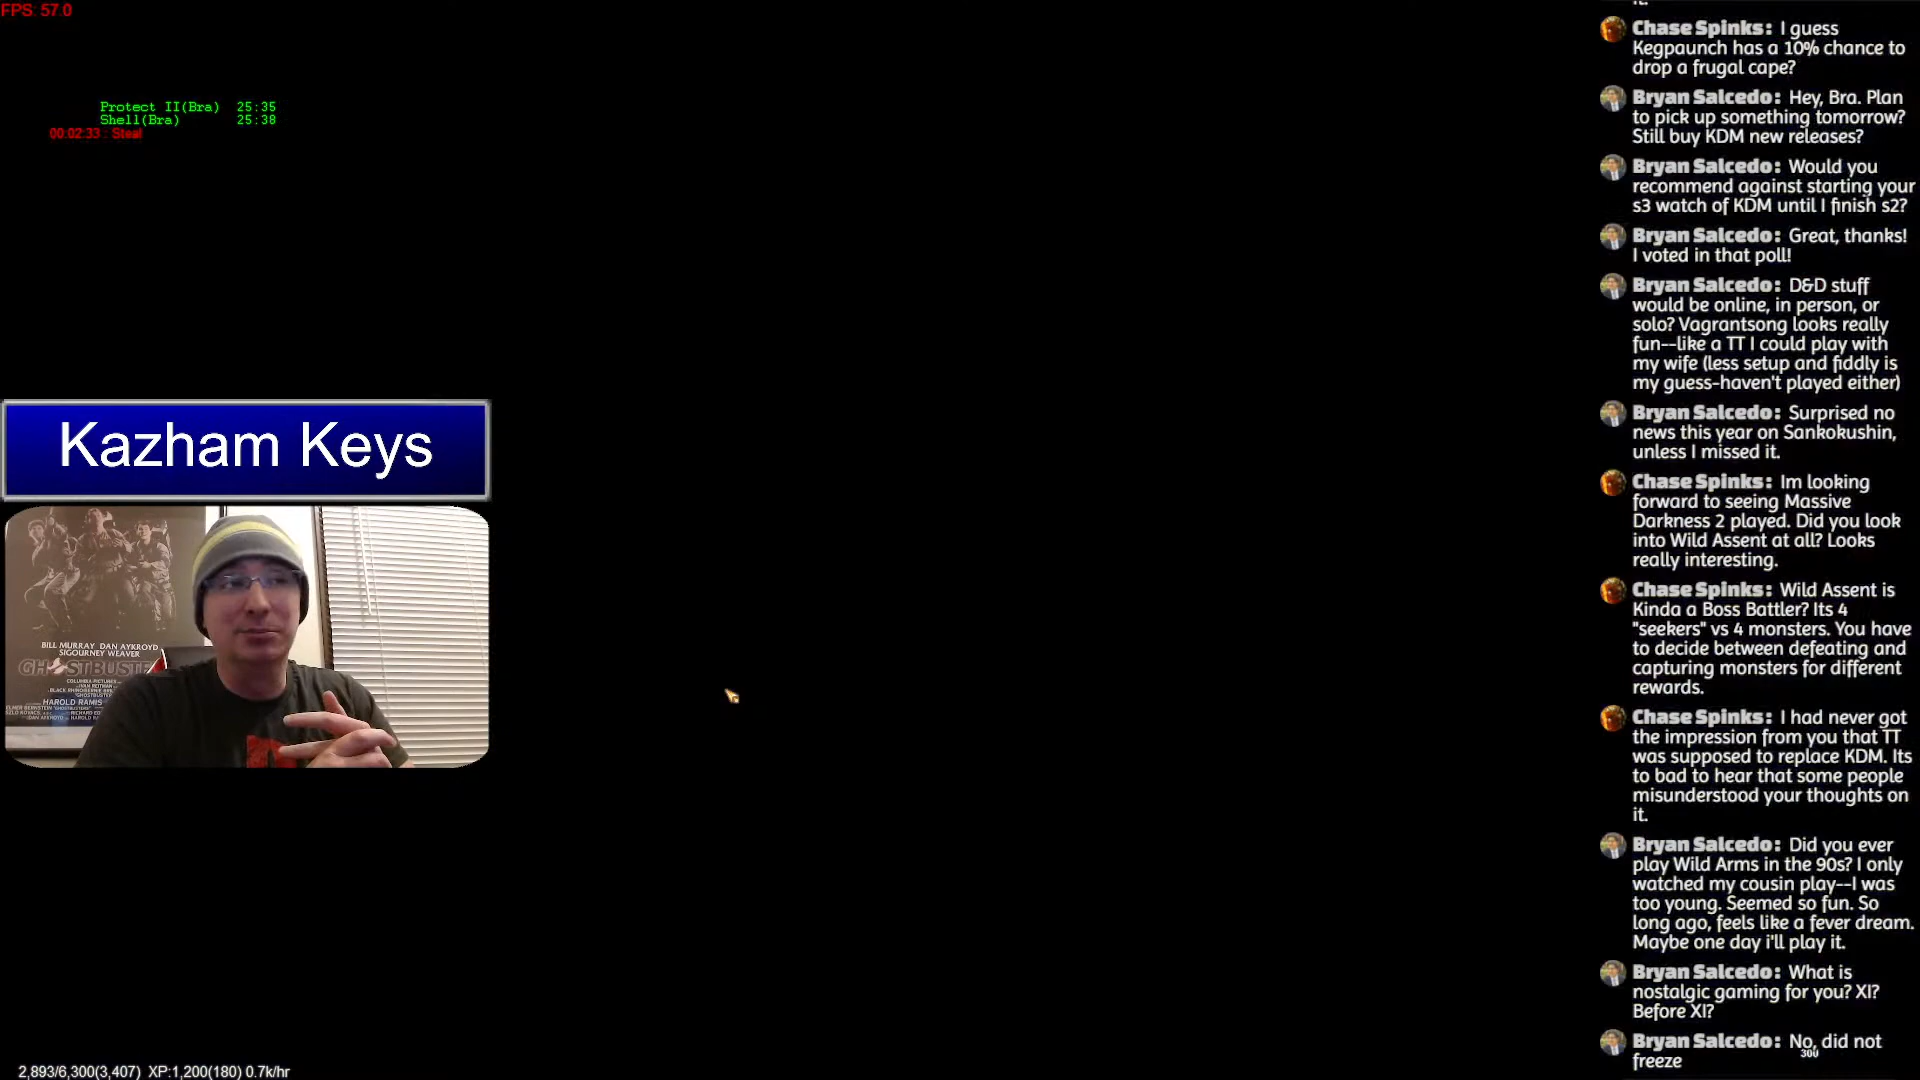 FPS: 57.0
Protect II(Bra) 25:35
Shell(Bra) 25:38
00:02:33 : Steal
Kazham Keys
BILL MURRAY DAN AYKROYD
SIGOURNEY WEAVER
GHOSTBUSTE
COLUMBIA PICTURES
HAROLD RAMIS
2,893/6,300(3,407) XP:1,200(180) 0.7k/hr
it.
Chase Spinks: I guess
Kegpaunch has a 10% chance to
drop a frugal cape?
Bryan Salcedo: Hey, Bra. Plan
to pick up something tomorrow?
Still buy KDM new releases?
Bryan Salcedo: Would you
recommend against starting your
s3 watch of KDM until I finish s2?
Bryan Salcedo: Great, thanks!
I voted in that poll!
Bryan Salcedo: D&D stuff
would be online, in person, or
solo? Vagrantsong looks really
fun--like a TT I could play with
my wife (less setup and fiddly is
my guess-haven't played either)
Bryan Salcedo: Surprised no
news this year on Sankokushin,
unless I missed it.
Chase Spinks: Im looking
forward to seeing Massive
Darkness 2 played. Did you look
into Wild Assent at all? Looks
really interesting.
Chase Spinks: Wild Assent is
Kinda a Boss Battler? Its 4
"seekers" vs 4 monsters. You have
to decide between defeating and
capturing monsters for different
rewards.
Chase Spinks: I had never got
the impression from you that TT
was supposed to replace KDM. Its
to bad to hear that some people
misunderstood your thoughts on
it.
Bryan Salcedo: Did you ever
play Wild Arms in the 90s? I only
watched my cousin play--I was
too young. Seemed so fun. So
long ago, feels like a fever dream.
Maybe one day i'll play it.
Bryan Salcedo: What is
nostalgic gaming for you? XI?
Before XI?
Bryan Salcedo: No, did not
freeze
300